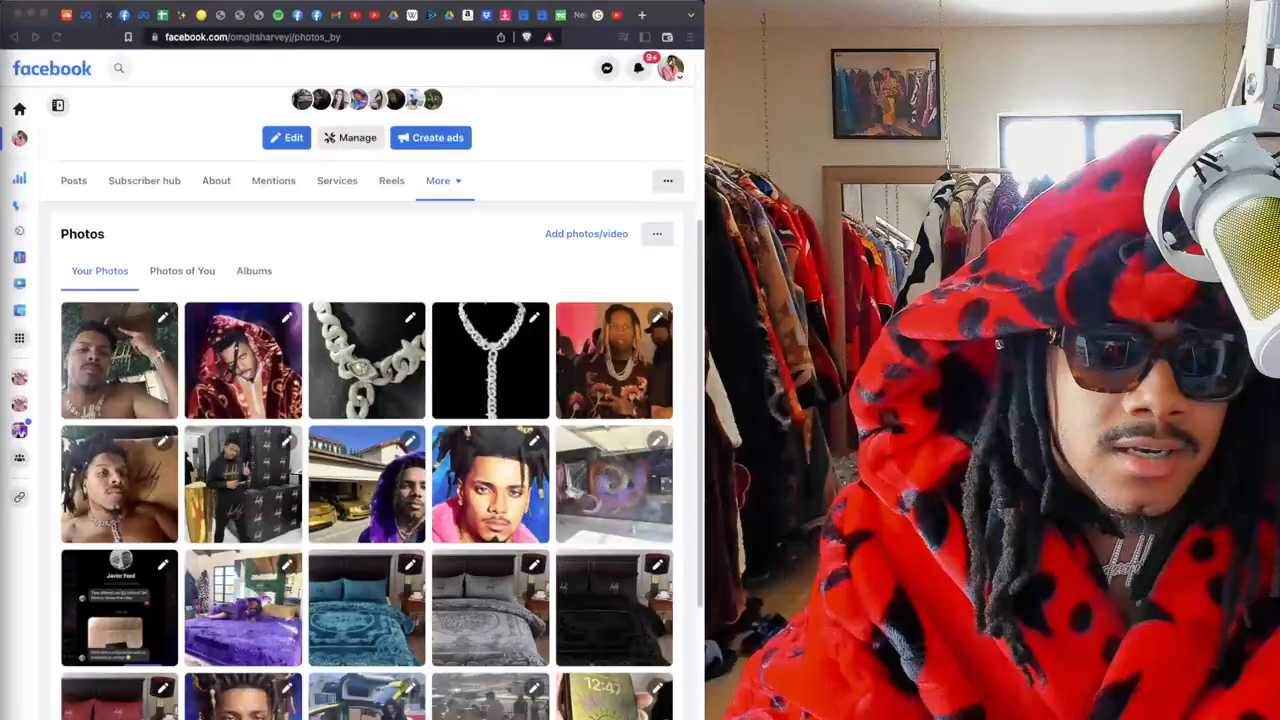 facebook.com/omgitsharveyj/photos_by
facebook
9+
Edit
Manage
Create ads
Posts
Subscriber hub
About
Mentions
Services
Reels
More
Photos
Add photos/video
Your Photos
Photos of You
Albums
Javier Ford
12:47